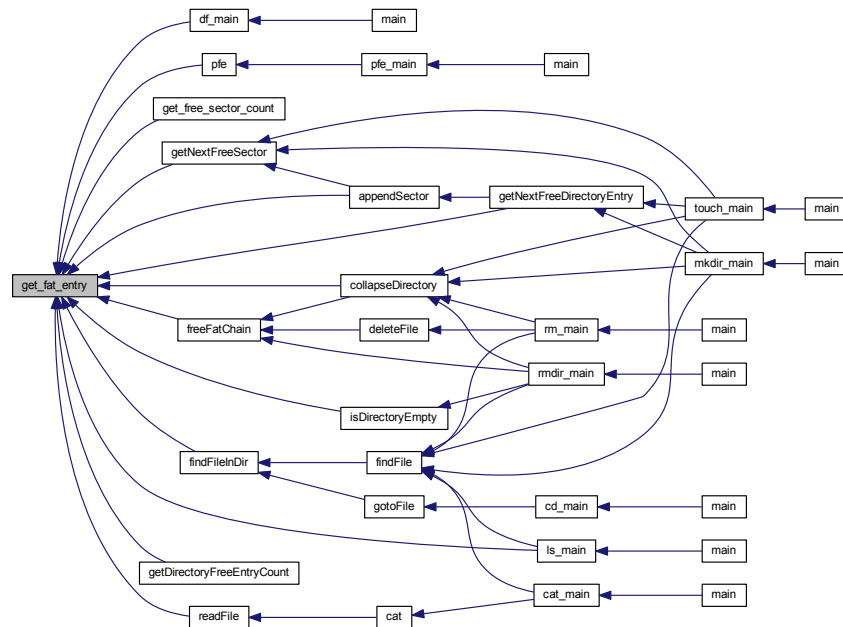 df_main
main
pfe
pfe_main
main
get_free_sector_count
getNextFreeSector
appendSector
getNextFreeDirectoryEntry
touch_main
main
mkdir_main
main
get_fat_entry
collapseDirectory
freeFatChain
deleteFile
rm_main
main
rmdir_main
main
isDirectoryEmpty
findFileInDir
findFile
gotoFile
cd_main
main
ls_main
main
getDirectoryFreeEntryCount
cat_main
main
readFile
cat